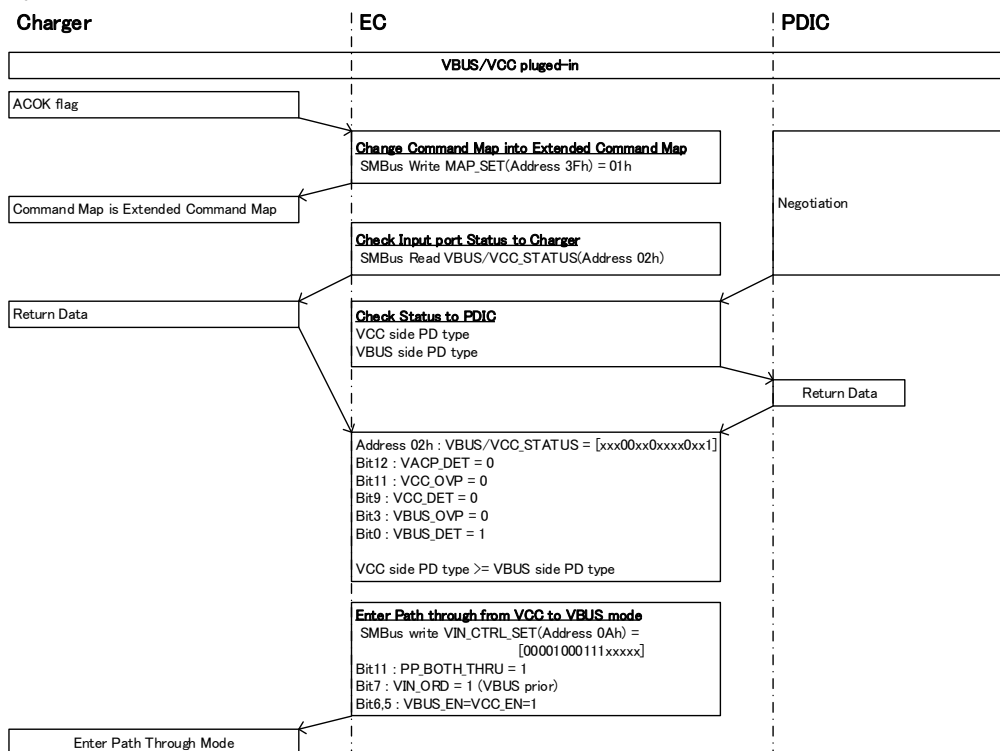 Charger
EC
PDIC
VBUS/VCC pluged-in
ACOK flag
Change Command Map into Extended Command Map
SMBus Write MAP_SET(Address 3Fh) = 01h
Command Map is Extended Command Map
Negotiation
Check Input port Status to Charger
SMBus Read VBUS/VCC_STATUS(Address 02h)
Return Data
Check Status to PDIC
VCC side PD type
VBUS side PD type
Return Data
Address 02h : VBUS/VCC_STATUS = [xxx00xx0xxxx0xx1]
Bit12 : VACP_DET = 0
Bit11 : VCC_OVP = 0
Bit9 : VCC_DET = 0
Bit3 : VBUS_OVP = 0
Bit0 : VBUS_DET = 1
VCC side PD type >= VBUS side PD type
Enter Path through from VCC to VBUS mode
SMBus write VIN_CTRL_SET(Address 0Ah) =
[00001000111xxxxx]
Bit11 : PP_BOTH_THRU = 1
Bit7 : VIN_ORD = 1 (VBUS prior)
Bit6,5 : VBUS_EN=VCC_EN=1
Enter Path Through Mode